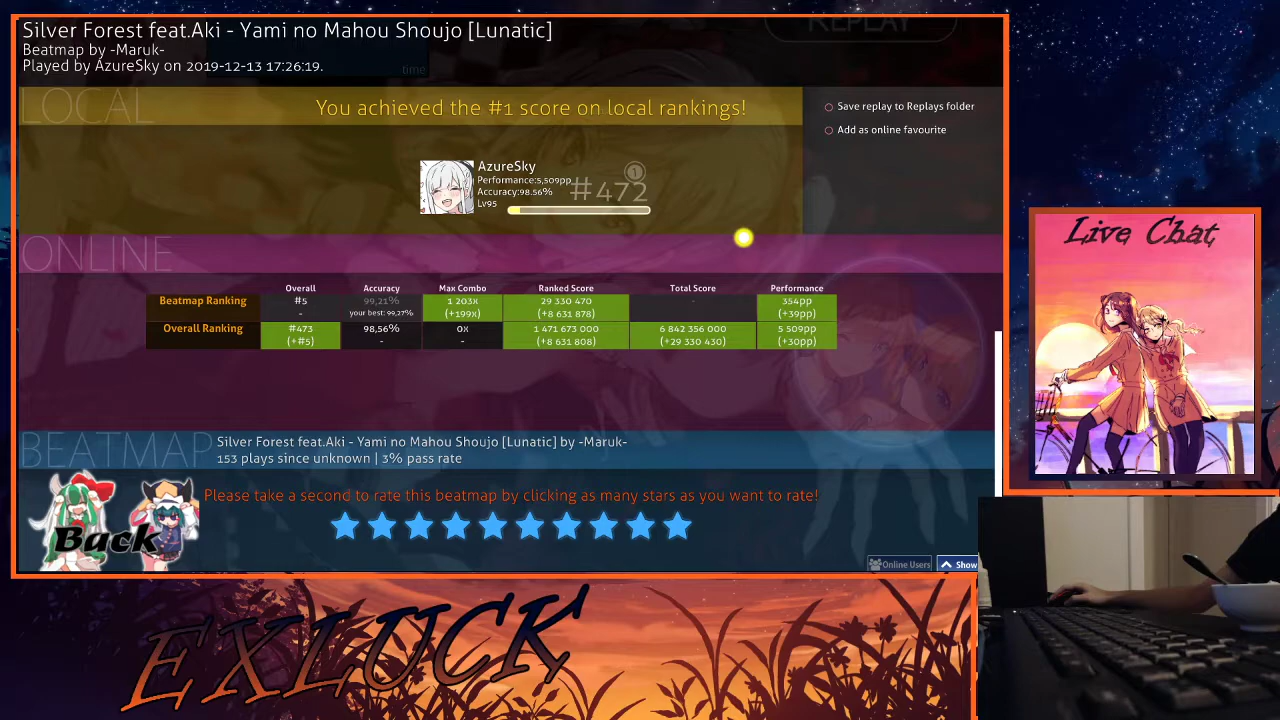 Silver Forest feat.Aki - Yami no Mahou Shoujo [Lunatic]
Beatmap by -Maruk-
Played by AzureSky on 2019-12-13 17:26:19.
REPLAY
time
LOCAL
You achieved the #1 score on local rankings!
Save replay to Replays folder
Add as online favourite
AzureSky
Performance:5,509pp
Accuracy:98.56%
Lv95
1
#472
ONLINE
Overall Accuracy Max Combo Ranked Score Total Score Performance
Beatmap Ranking #5 99,21% 1 203x 29 330 470 - 354pp
- your best: 99,27% (+199x) (+8 631 878) (+39pp)
Overall Ranking #473 98,56% 0x 1 471 673 000 6 842 356 000 5 509pp
(+#5) - - (+8 631 808) (+29 330 430) (+30pp)
BEATMAP
Silver Forest feat.Aki - Yami no Mahou Shoujo [Lunatic] by -Maruk-
153 plays since unknown | 3% pass rate
Please take a second to rate this beatmap by clicking as many stars as you want to rate!
Back
Online Users
Show
Live Chat
EXLUCK